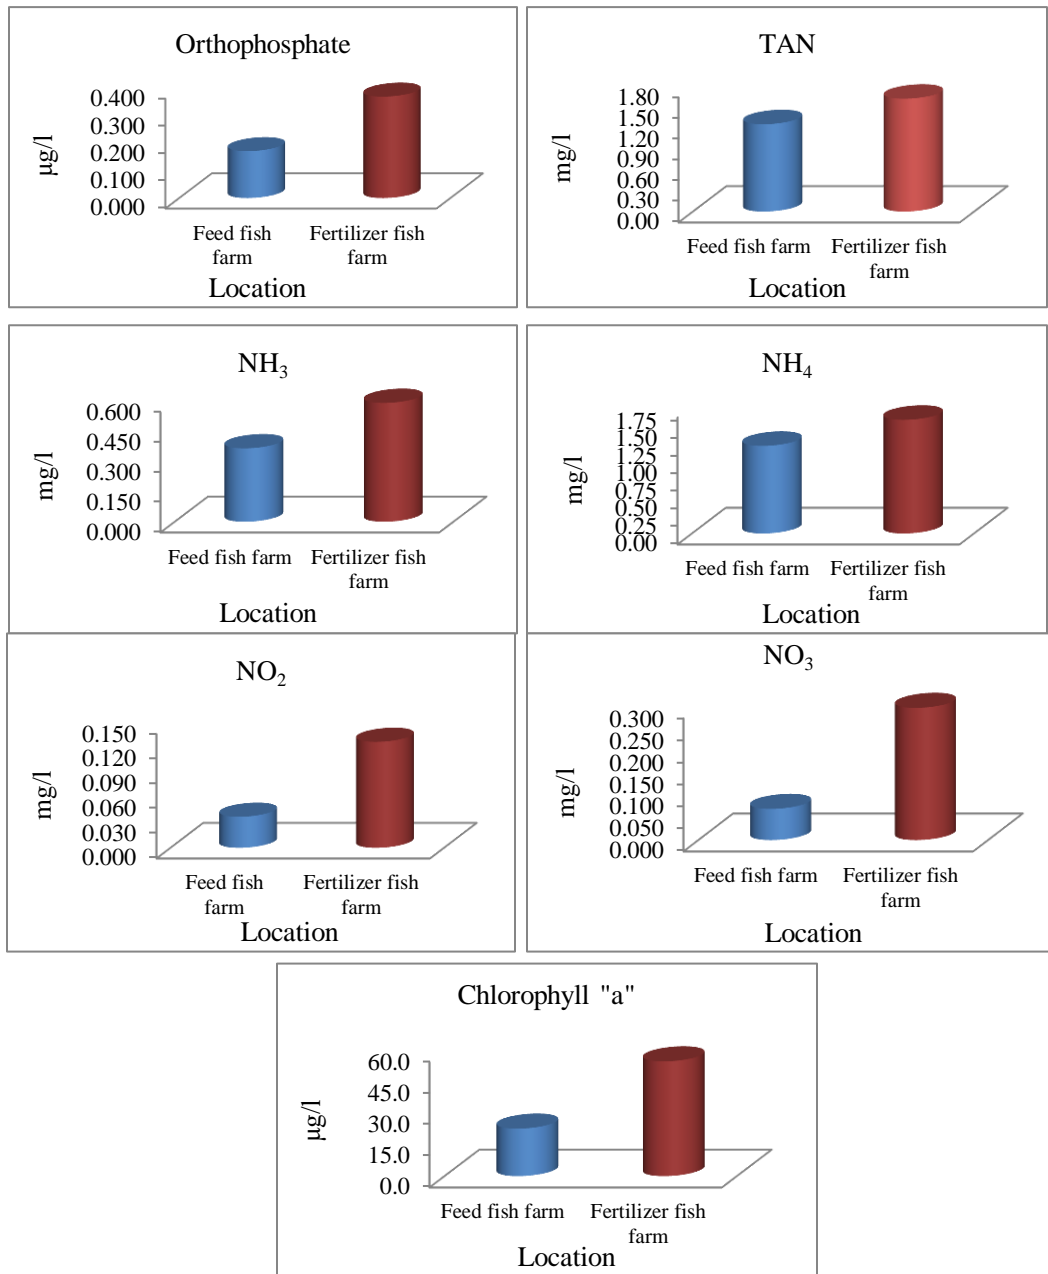 Orthophosphate
µg/l
0.400
0.300
0.200
0.100
0.000
Feed fish
farm
Fertilizer fish
farm
Location
TAN
mg/l
1.80
1.50
1.20
0.90
0.60
0.30
0.00
Feed fish farm
Fertilizer fish
farm
Location
NH₃
mg/l
0.600
0.450
0.300
0.150
0.000
Feed fish farm
Fertilizer fish
farm
Location
NH₄
mg/l
1.75
1.50
1.25
1.00
0.75
0.50
0.25
0.00
Feed fish farm
Fertilizer fish
farm
Location
NO₂
mg/l
0.150
0.120
0.090
0.060
0.030
0.000
Feed fish
farm
Fertilizer fish
farm
Location
NO₃
mg/l
0.300
0.250
0.200
0.150
0.100
0.050
0.000
Feed fish farm
Fertilizer fish
farm
Location
Chlorophyll "a"
µg/l
60.0
45.0
30.0
15.0
0.0
Feed fish farm
Fertilizer fish
farm
Location